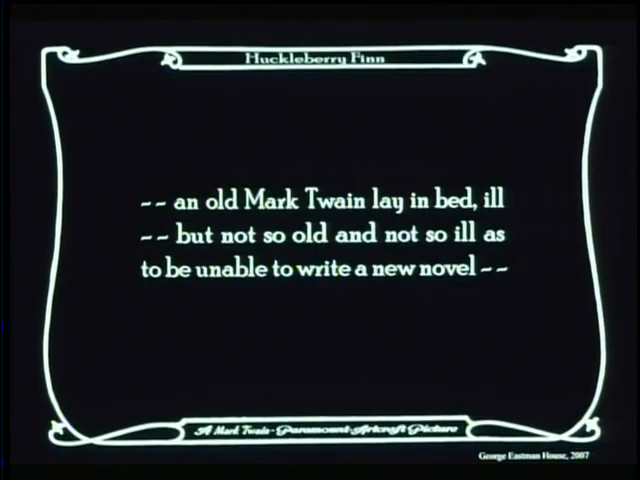 Huckleberry Finn
~~ an old Mark Twain lay in bed, ill
~~ but not so old and not so ill as
to be unable to write a new novel ~~
A Mark Twain - Paramount-Artcraft Picture
George Eastman House, 2007